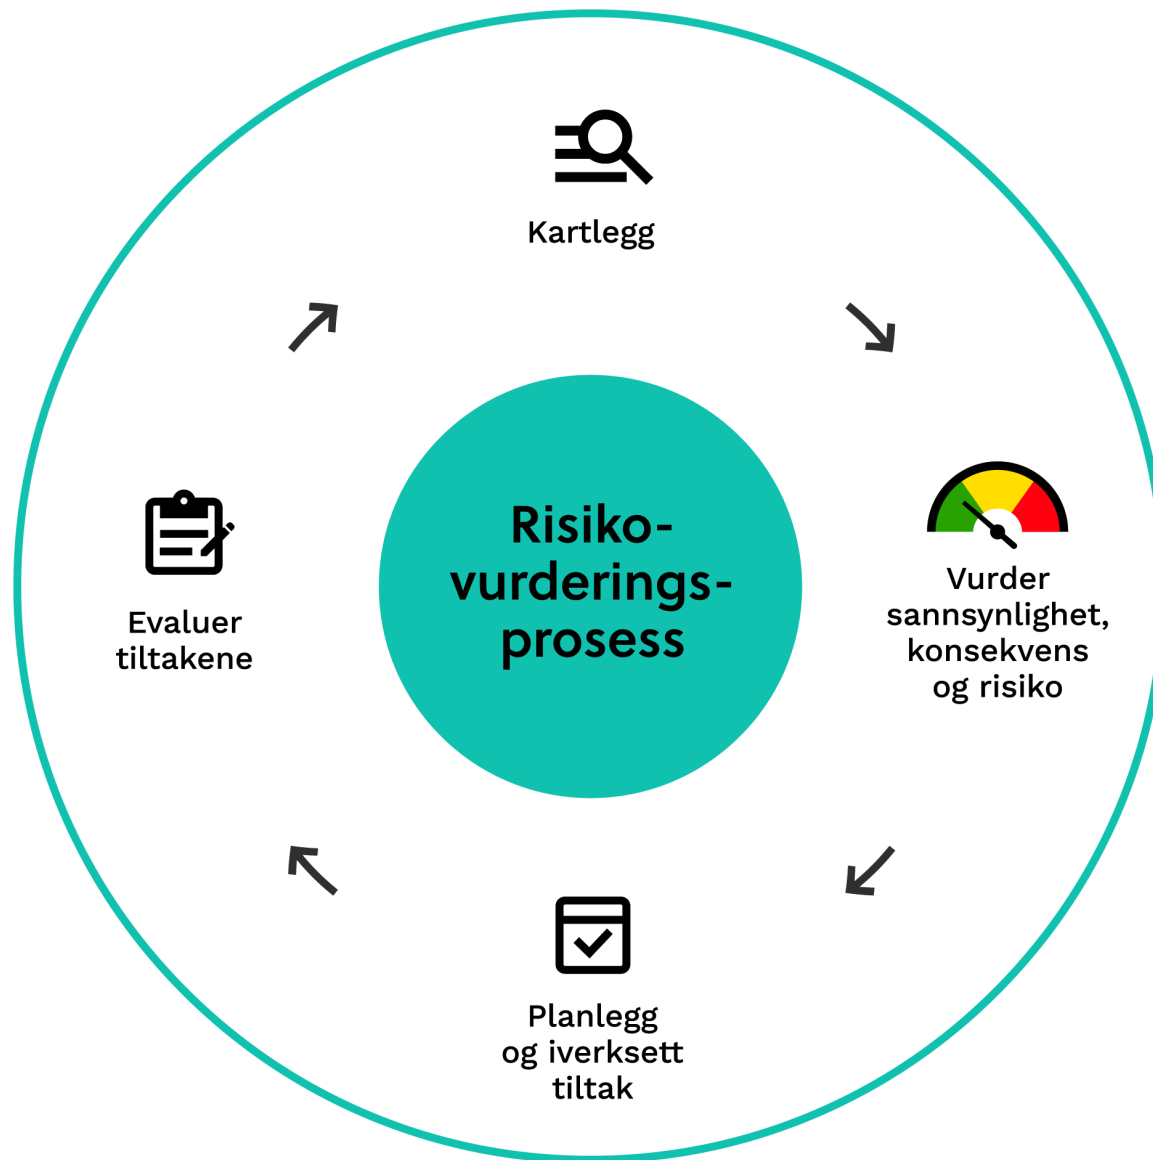 Kartlegg
Risiko-
vurderings-
prosess
Vurder
sannsynlighet,
konsekvens
og risiko
Planlegg
og iverksett
tiltak
Evaluer
tiltakene